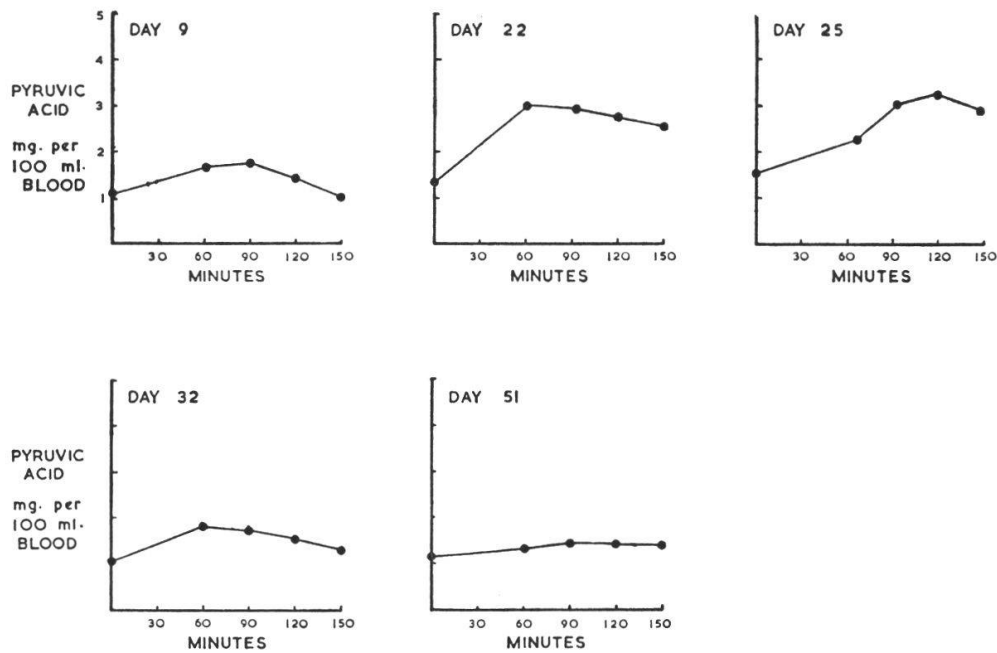 DAY 9
5
4
3
2
1
PYRUVIC
ACID
mg. per
100 ml.
BLOOD
30 60 90 120 150
MINUTES
DAY 22
30 60 90 120 150
MINUTES
DAY 25
30 60 90 120 150
MINUTES
DAY 32
PYRUVIC
ACID
mg. per
100 ml.
BLOOD
30 60 90 120 150
MINUTES
DAY 51
30 60 90 120 150
MINUTES